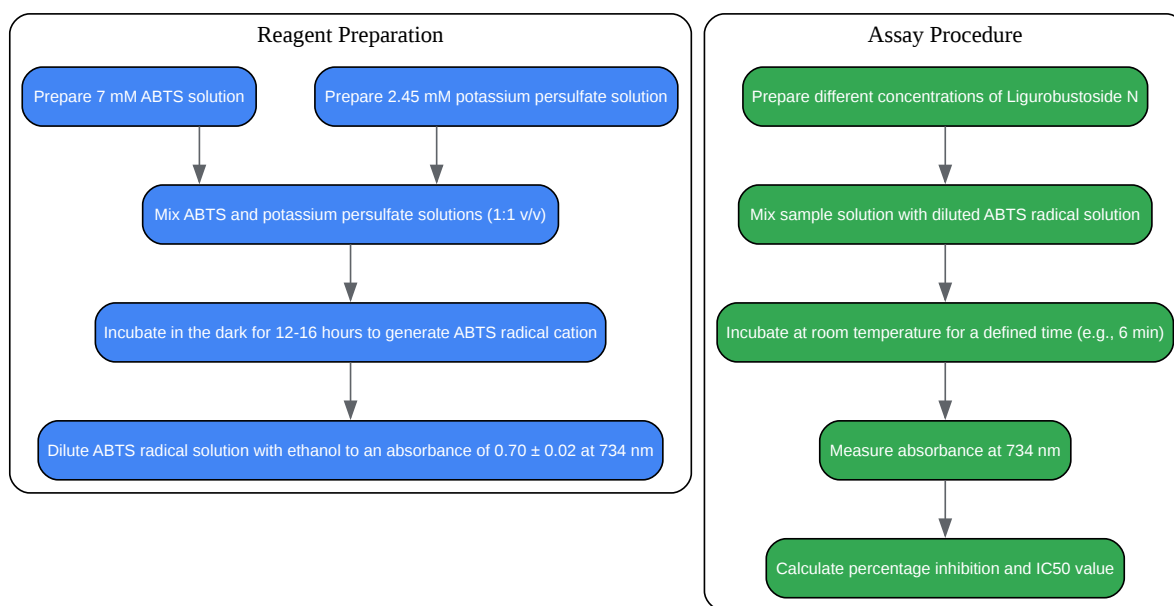 Reagent Preparation
Prepare 7 mM ABTS solution
Prepare 2.45 mM potassium persulfate solution
Mix ABTS and potassium persulfate solutions (1:1 v/v)
Incubate in the dark for 12-16 hours to generate ABTS radical cation
Dilute ABTS radical solution with ethanol to an absorbance of 0.70 ± 0.02 at 734 nm
Assay Procedure
Prepare different concentrations of Ligurobustoside N
Mix sample solution with diluted ABTS radical solution
Incubate at room temperature for a defined time (e.g., 6 min)
Measure absorbance at 734 nm
Calculate percentage inhibition and IC50 value